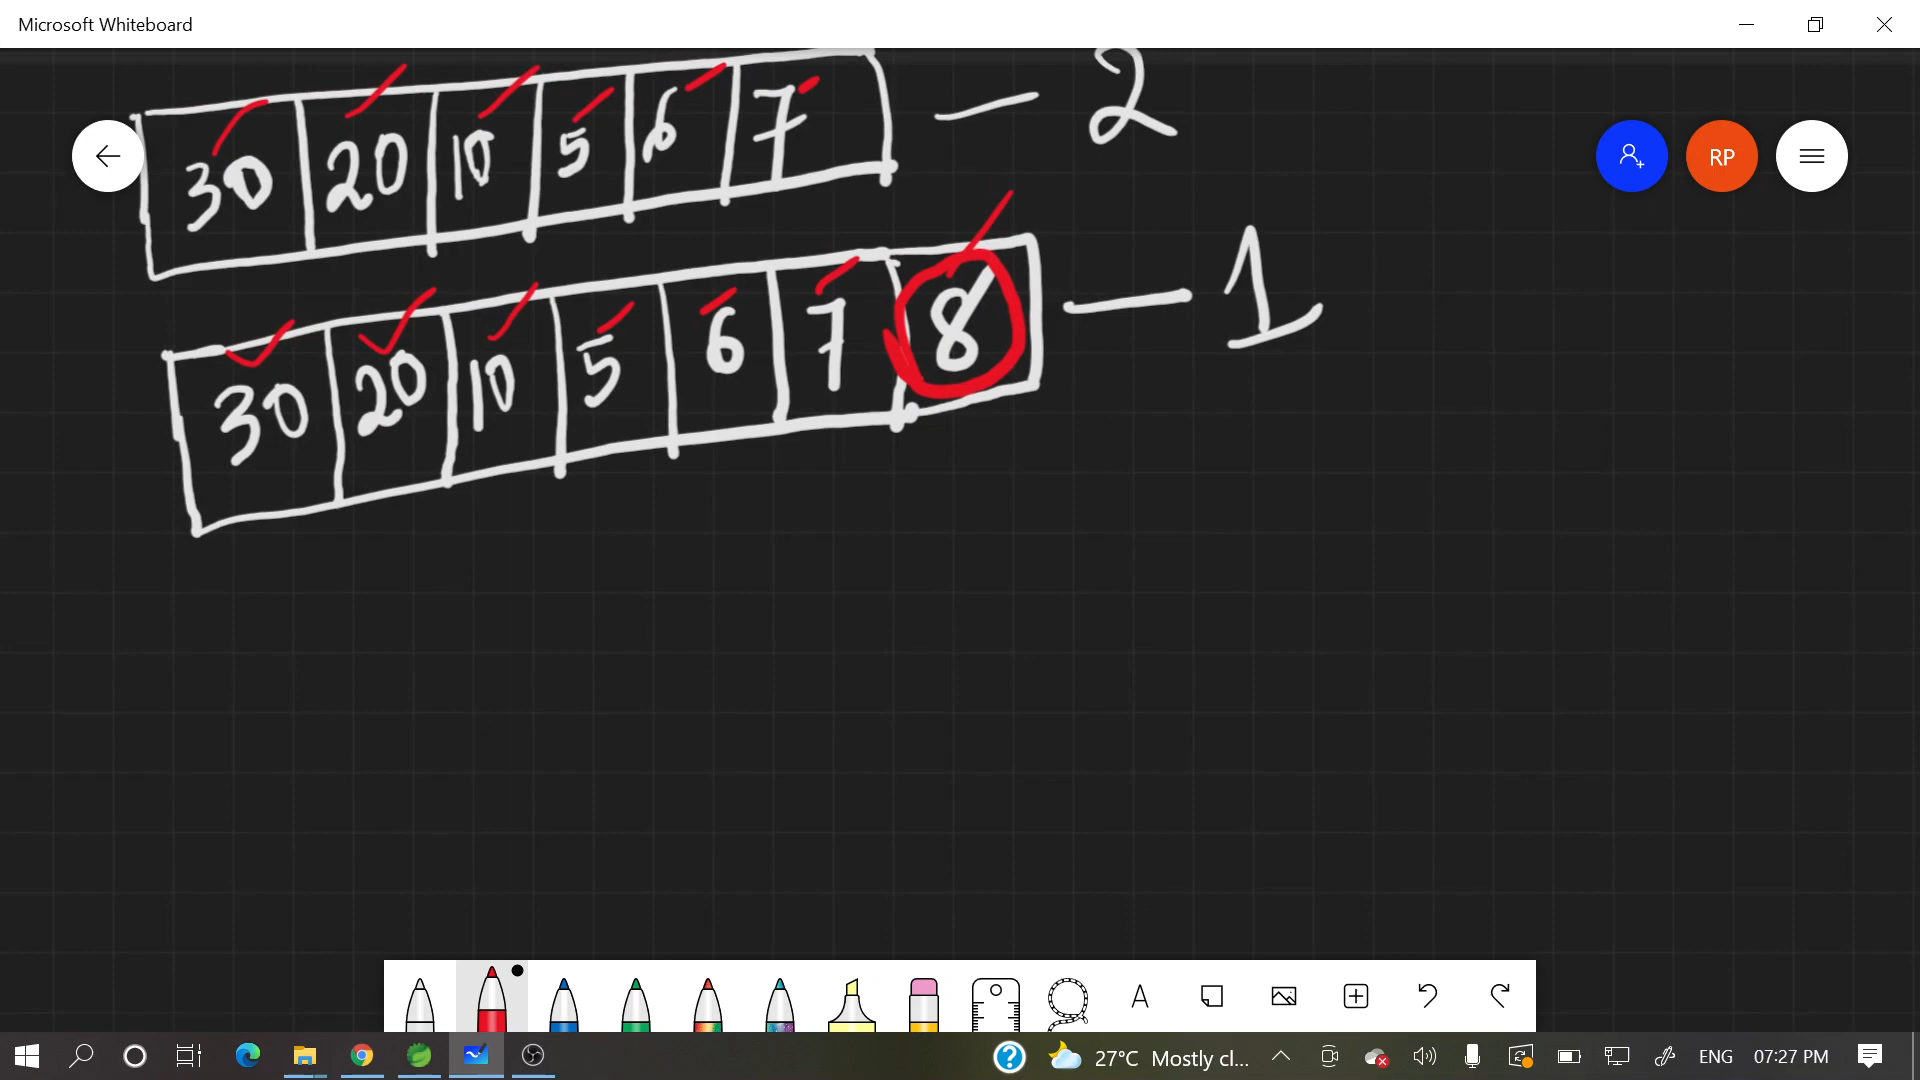 Microsoft Whiteboard
30 20 10 5 6 7 — 2
RP
30 20 10 5 6 7 8 — 1
A
27°C Mostly cl... ENG 07:27 PM